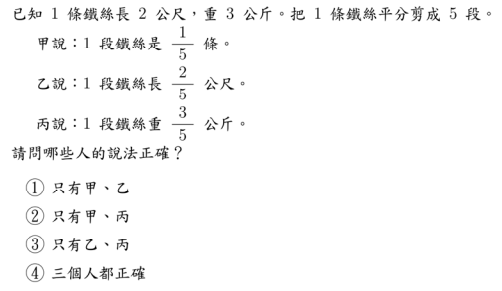 已知 1 條鐵絲長 2 公尺，重 3 公斤。把 1 條鐵絲平分剪成 5 段。
甲說：1 段鐵絲是 1/5 條。
乙說：1 段鐵絲長 2/5 公尺。
丙說：1 段鐵絲重 3/5 公斤。
請問哪些人的說法正確？
① 只有甲、乙
② 只有甲、丙
③ 只有乙、丙
④ 三個人都正確